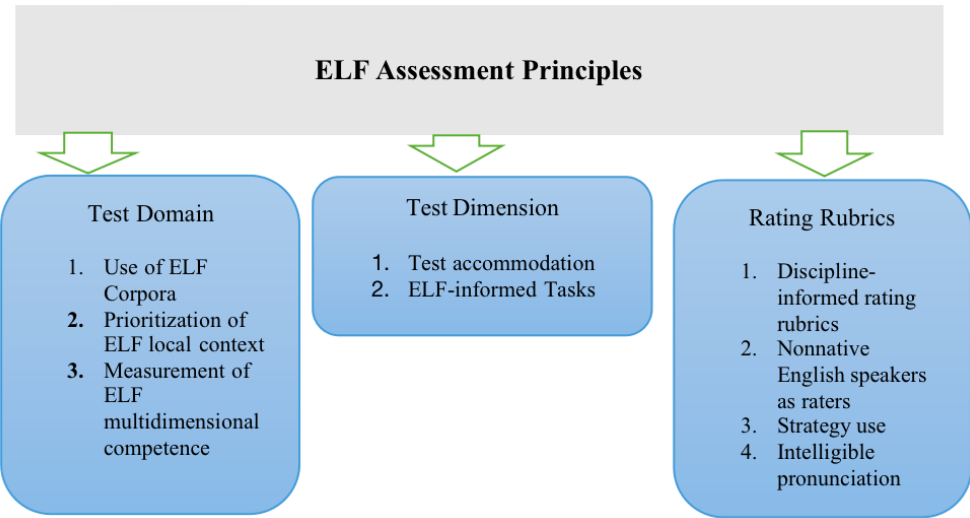 ELF Assessment Principles
Test Domain
1. Use of ELF
Corpora
2. Prioritization of
ELF local context
3. Measurement of
ELF
multidimensional
competence
Test Dimension
1. Test accommodation
2. ELF-informed Tasks
Rating Rubrics
1. Discipline-
informed rating
rubrics
2. Nonnative
English speakers
as raters
3. Strategy use
4. Intelligible
pronunciation